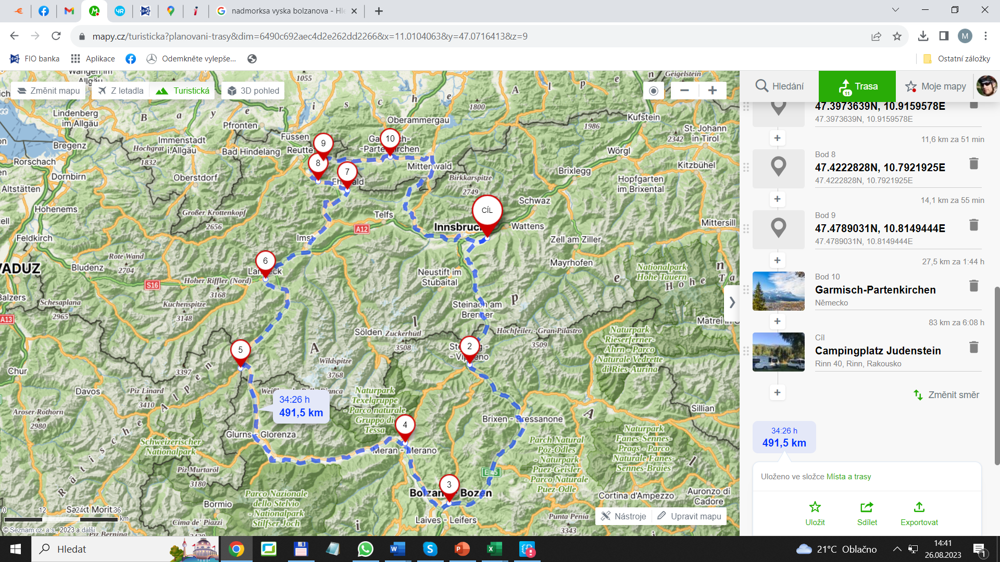 nadmorksa vyska bolzanova - Hle
mapy.cz/turisticka?planovani-trasy&dim=6490c692aec4d2e262dd2266&x=11.0104063&y=47.0716413&z=9
M
FIO banka
Aplikace
Odemkněte vylepše...
Ostatní záložky
Změnit mapu
Z letadla
Turistická
3D pohled
Hledání
11
Trasa
Moje mapy
47.3973639N, 10.9159578E
47.3973639N, 10.9159578E
11,6 km za 51 min
Bod 8
47.4222828N, 10.7921925E
47.4222828N, 10.7921925E
14,1 km za 55 min
Bod 9
47.4789031N, 10.8149444E
47.4789031N, 10.8149444E
27,5 km za 1:44 h
Bod 10
Garmisch-Partenkirchen
Německo
83 km za 6:08 h
Cíl
Campingplatz Judenstein
Rinn 40, Rinn, Rakousko
Změnit směr
34:26 h
491,5 km
Uloženo ve složce Místa a trasy
Uložit
Sdílet
Exportovat
1055
Geigelstein
Lindenberg
im Allgäu
Bayerische Alpen
1800
Pfronten
Oberammergau
Kufstein
1986
St. Johann
in Tirol
2342
Füssen
Immenstadt
i.Allgäu
Bregenz
Hochgrat
1832
Bad Hindelang
Reutte
9
10
-Partenkirchen
Wörgl
Rorschach
8
7
Mittenwald
Kitzbühel
Dornbirn
Oberstdorf
Brixlegg
Birkkarspitze
2749
Hopfgarten
im Brixental
Altstätten
Hohenems
Großer Krottenkopf
2656
Schwaz
CÍL
Telfs
A12
Wattens
Mittersill
Feldkirch
Imst
Zell am Ziller
Rote Wand
2704
6
Mayrhofen
VADUZ
Bludenz
Neustift im
Stubaital
Nationalpark
Hohe Tauern
S16
Hoher Riffler (Nord)
3168
Balzers
Schesaplana
2965
Kuchenspitze
3148
Steinach am
Brenner
A13
Sölden
Zuckerhütl
3508
Hochfeiler - Gran Pilastro
3509
Naturpark
Rieserferner-
Ahrn - Parco
Naturale Vedrette
di Ries-Aurina
2
5
Wildspitze
3768
Chur
3397
Davos
Piz Linard
3410
Naturpark
Texelgruppe
- Parco naturale
Gruppo di
Tessa
34:26 h
491,5 km
Sillian
Aroser Rothorn
2980
Brixen - Bressanone
4
Glurns - Glorenza
Schweizerischer
Nationalpark
Meran - Merano
Parch Natural
Pöz-Odles
- Naturpark
Puez-Geisler
- Parco Naturale
Puez-Odle
Naturpark
Fanes-Sennes-
Prags - Parco
Naturale Fanes-
Sennes-Braies
Rätische Alpen
Piz Murtaröl
3180
E 45
3
Bolzano - Bozen
Parco Nazionale
dello Stelvio
- Nationalpark
Stilfser Joch
Cortina d'Ampezzo
Auronzo di
Cadore
Bormio
Cima de' Piazzi
Laives - Leifers
Punta Penia
3343
Nástroje
Upravit mapu
0 12 24 36 km
© Seznam.cz, a.s., 2023 a další
Piz Bernina
Hledat
21°C Oblačno
14:41
26.08.2023
1